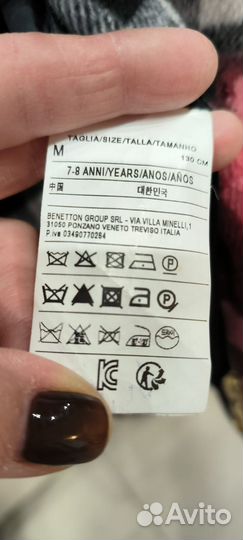 TAGLIA/SIZE/TALLA/TAMANHO
M 130 CM
7-8 ANNI/YEARS/ANOS/AÑOS
中国 대한민국
BENETTON GROUP SRL - VIA VILLA MINELLI,1
31050 PONZANO VENETO TREVISO ITALIA
P.iva 03490770264
Avito